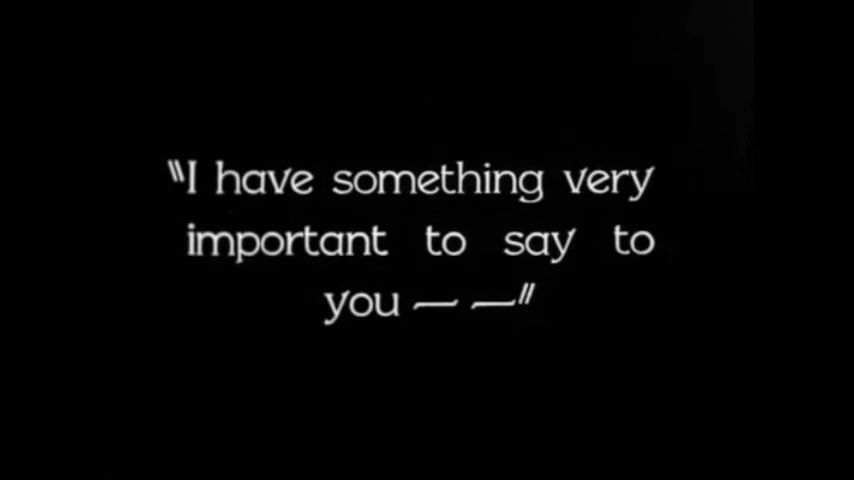 "I have something very
important to say to
you — —"